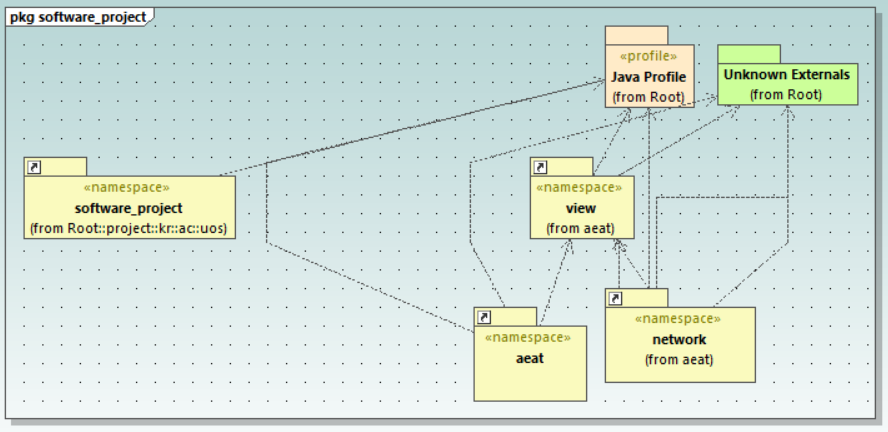 pkg software_project
«profile»
Java Profile
(from Root)
Unknown Externals
(from Root)
«namespace»
software_project
(from Root::project::kr::ac::uos)
«namespace»
view
(from aeat)
«namespace»
aeat
«namespace»
network
(from aeat)